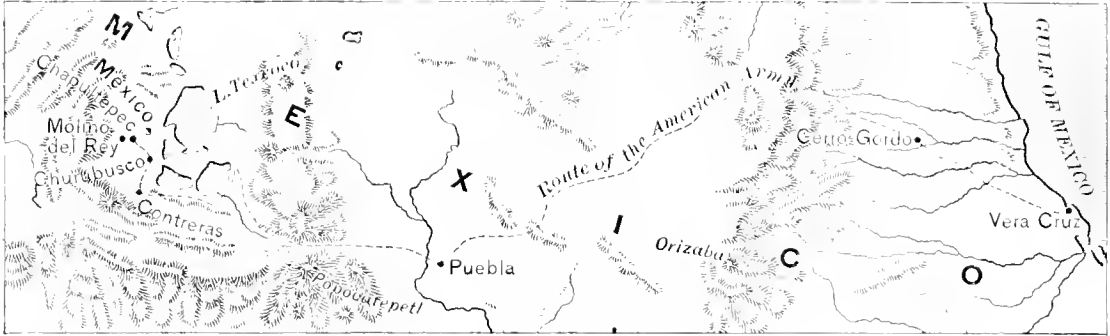 M
E
X
I
C
O
GULF OF MEXICO
Chapultepec
Mexico
L. Texcoco
Molino
del Rey
Churubusco
Contreras
Popocatepetl
Puebla
Route of the American Army
Orizaba
Cerro Gordo
Vera Cruz